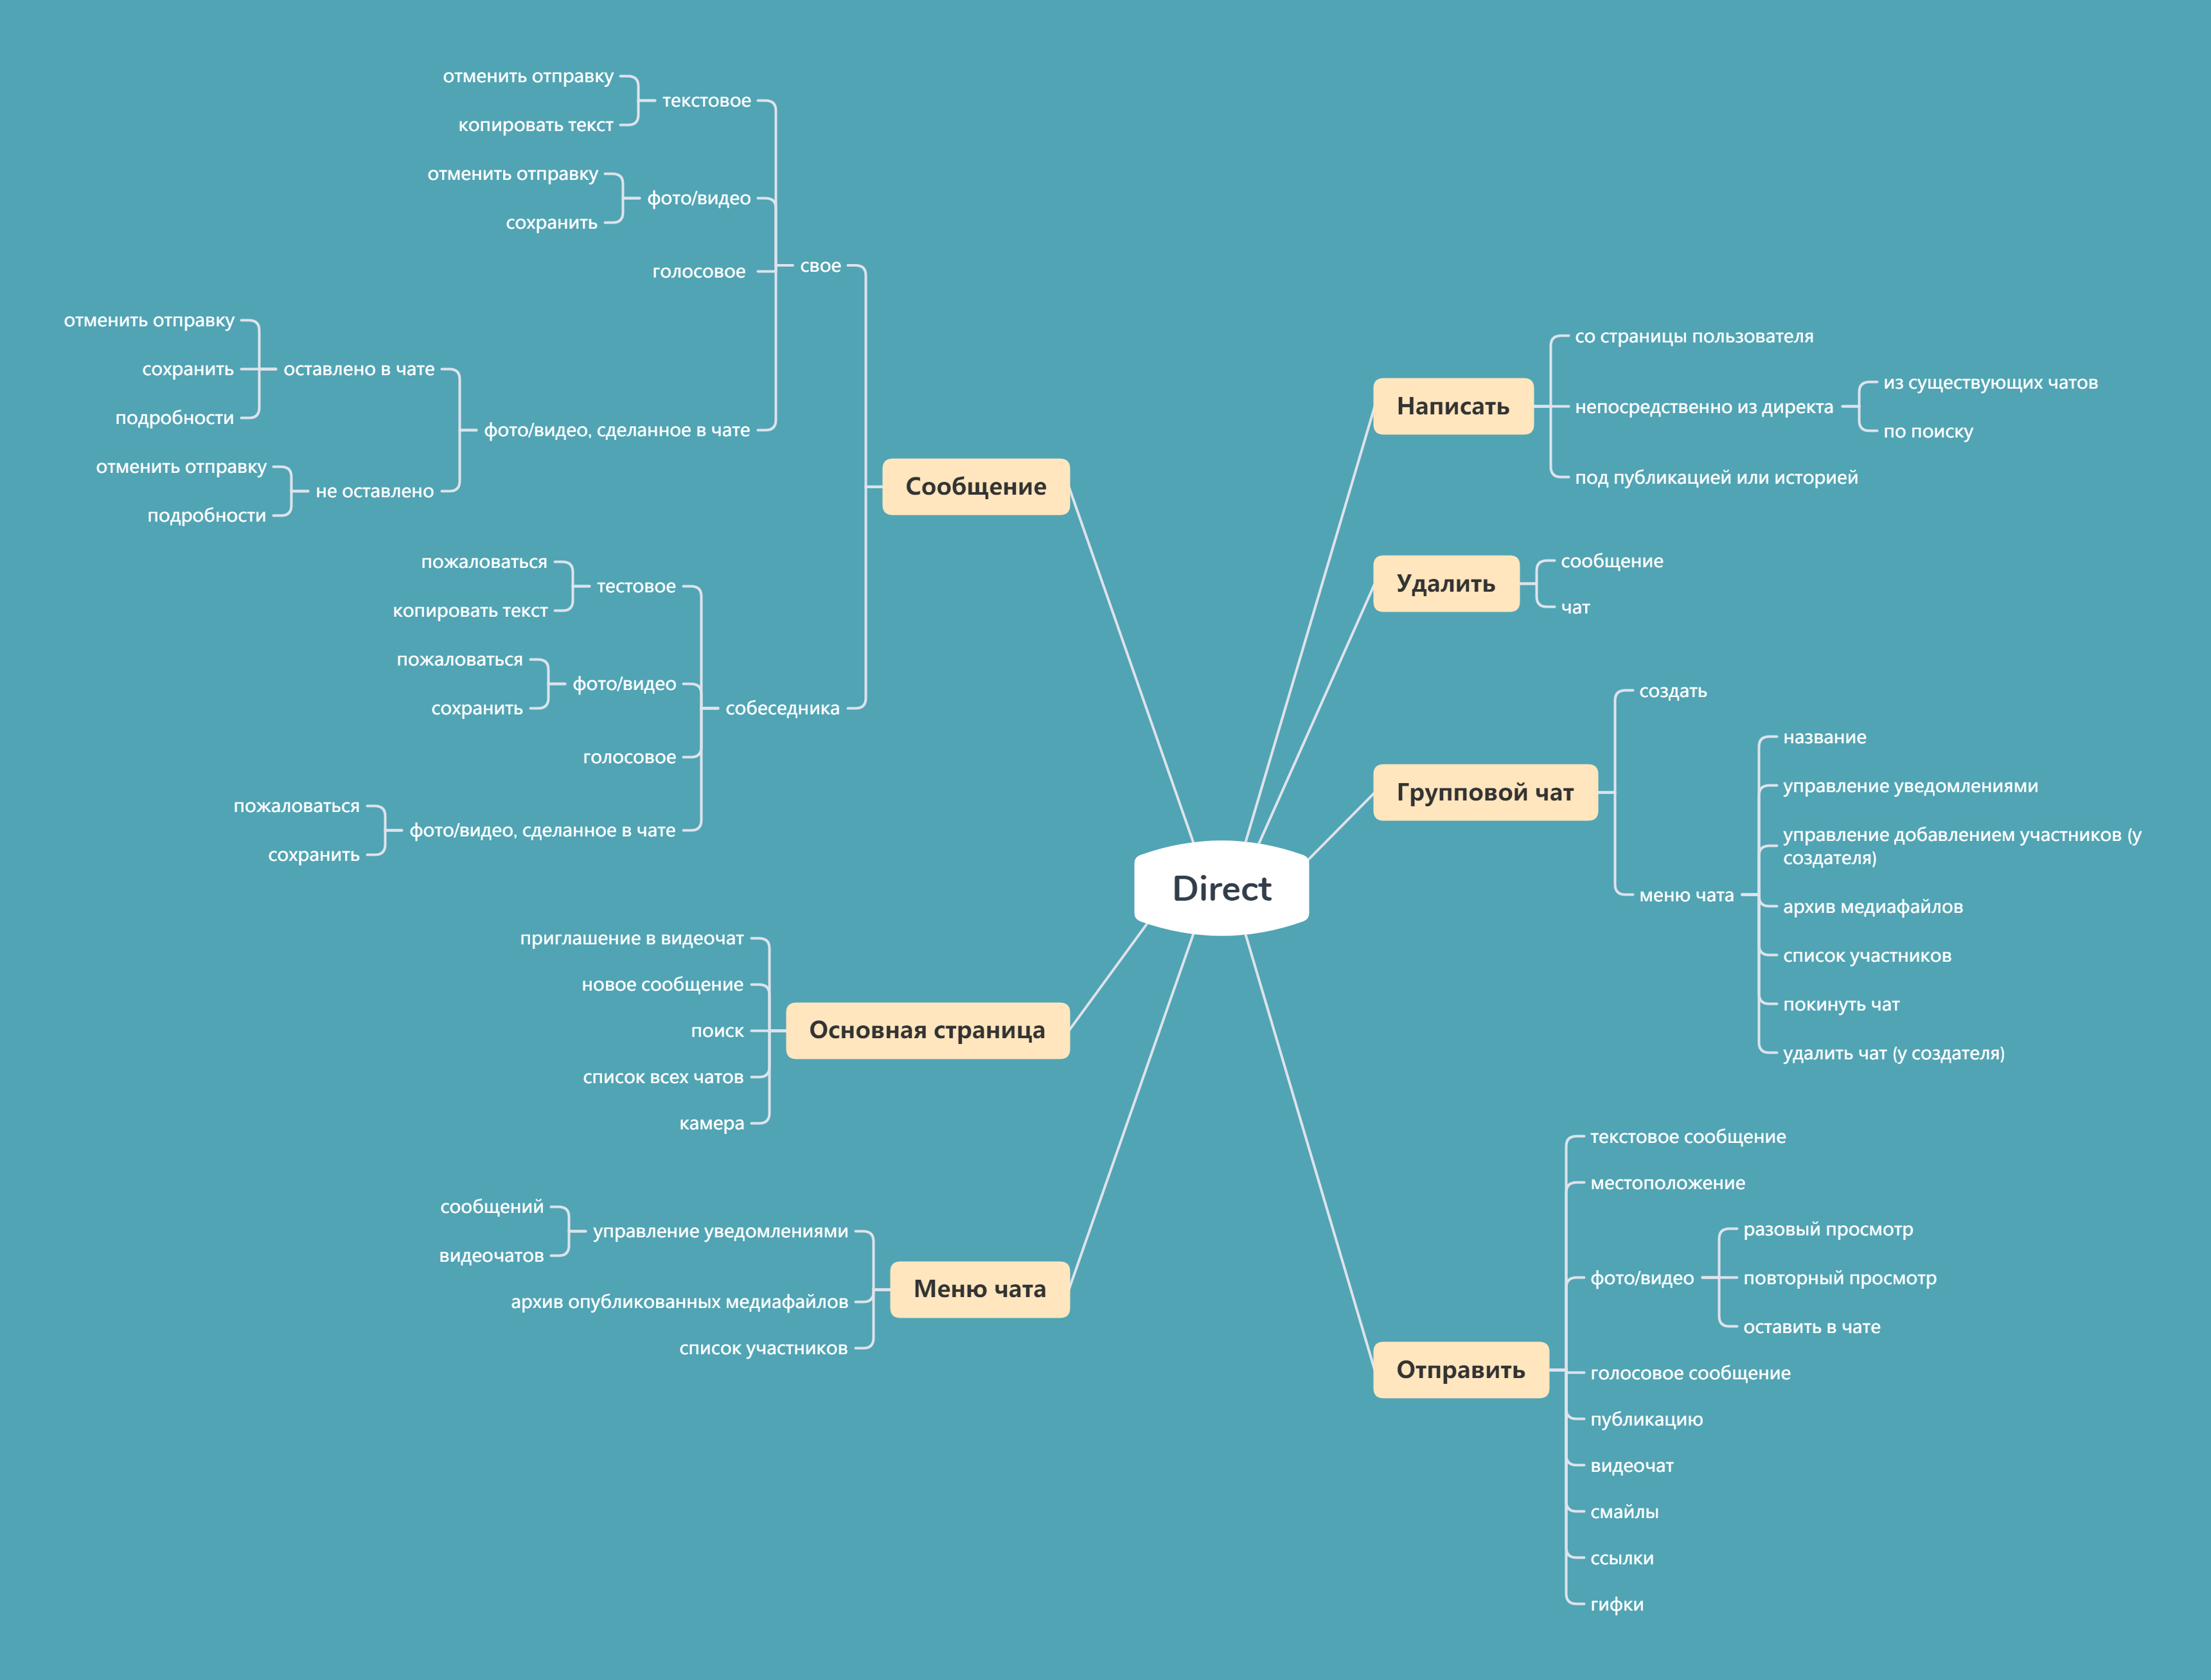 Direct
Написать
со страницы пользователя
непосредственно из директа
из существующих чатов
по поиску
под публикацией или историей
Удалить
сообщение
чат
Групповой чат
создать
меню чата
название
управление уведомлениями
управление добавлением участников (у
создателя)
архив медиафайлов
список участников
покинуть чат
удалить чат (у создателя)
Отправить
текстовое сообщение
местоположение
фото/видео
разовый просмотр
повторный просмотр
оставить в чате
голосовое сообщение
публикацию
видеочат
смайлы
ссылки
гифки
Сообщение
свое
текстовое
отменить отправку
копировать текст
фото/видео
отменить отправку
сохранить
голосовое
фото/видео, сделанное в чате
оставлено в чате
отменить отправку
сохранить
подробности
не оставлено
отменить отправку
подробности
собеседника
тестовое
пожаловаться
копировать текст
фото/видео
пожаловаться
сохранить
голосовое
фото/видео, сделанное в чате
пожаловаться
сохранить
Основная страница
приглашение в видеочат
новое сообщение
поиск
список всех чатов
камера
Меню чата
управление уведомлениями
сообщений
видеочатов
архив опубликованных медиафайлов
список участников